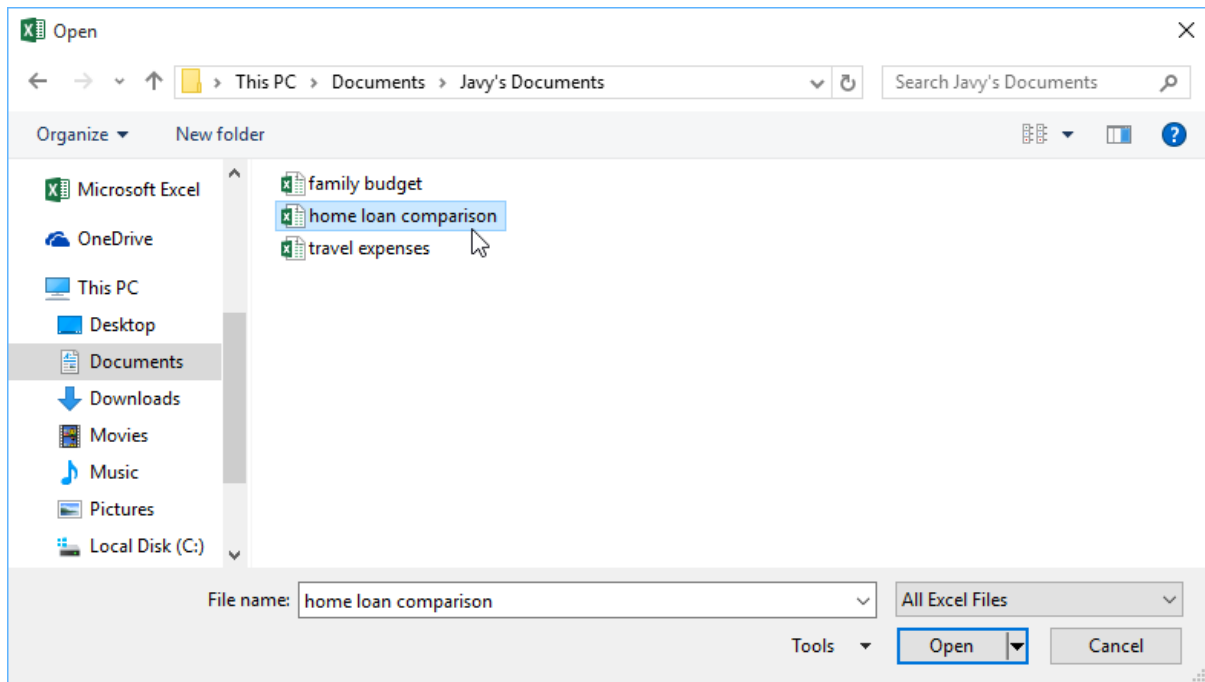 Open
This PC > Documents > Javy's Documents
Search Javy's Documents
Organize
New folder
Microsoft Excel
OneDrive
This PC
Desktop
Documents
Downloads
Movies
Music
Pictures
Local Disk (C:)
family budget
home loan comparison
travel expenses
File name: home loan comparison
All Excel Files
Tools
Open
Cancel